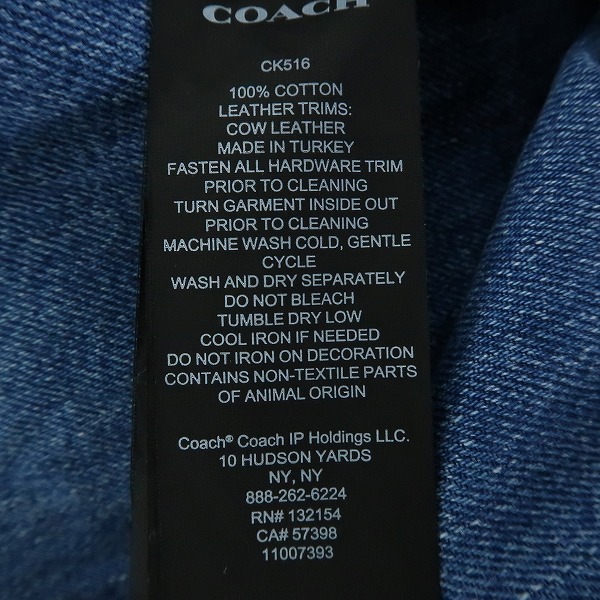 COACH
CK516
100% COTTON
LEATHER TRIMS:
COW LEATHER
MADE IN TURKEY
FASTEN ALL HARDWARE TRIM
PRIOR TO CLEANING
TURN GARMENT INSIDE OUT
PRIOR TO CLEANING
MACHINE WASH COLD, GENTLE
CYCLE
WASH AND DRY SEPARATELY
DO NOT BLEACH
TUMBLE DRY LOW
COOL IRON IF NEEDED
DO NOT IRON ON DECORATION
CONTAINS NON-TEXTILE PARTS
OF ANIMAL ORIGIN
Coach® Coach IP Holdings LLC.
10 HUDSON YARDS
NY, NY
888-262-6224
RN# 132154
CA# 57398
11007393